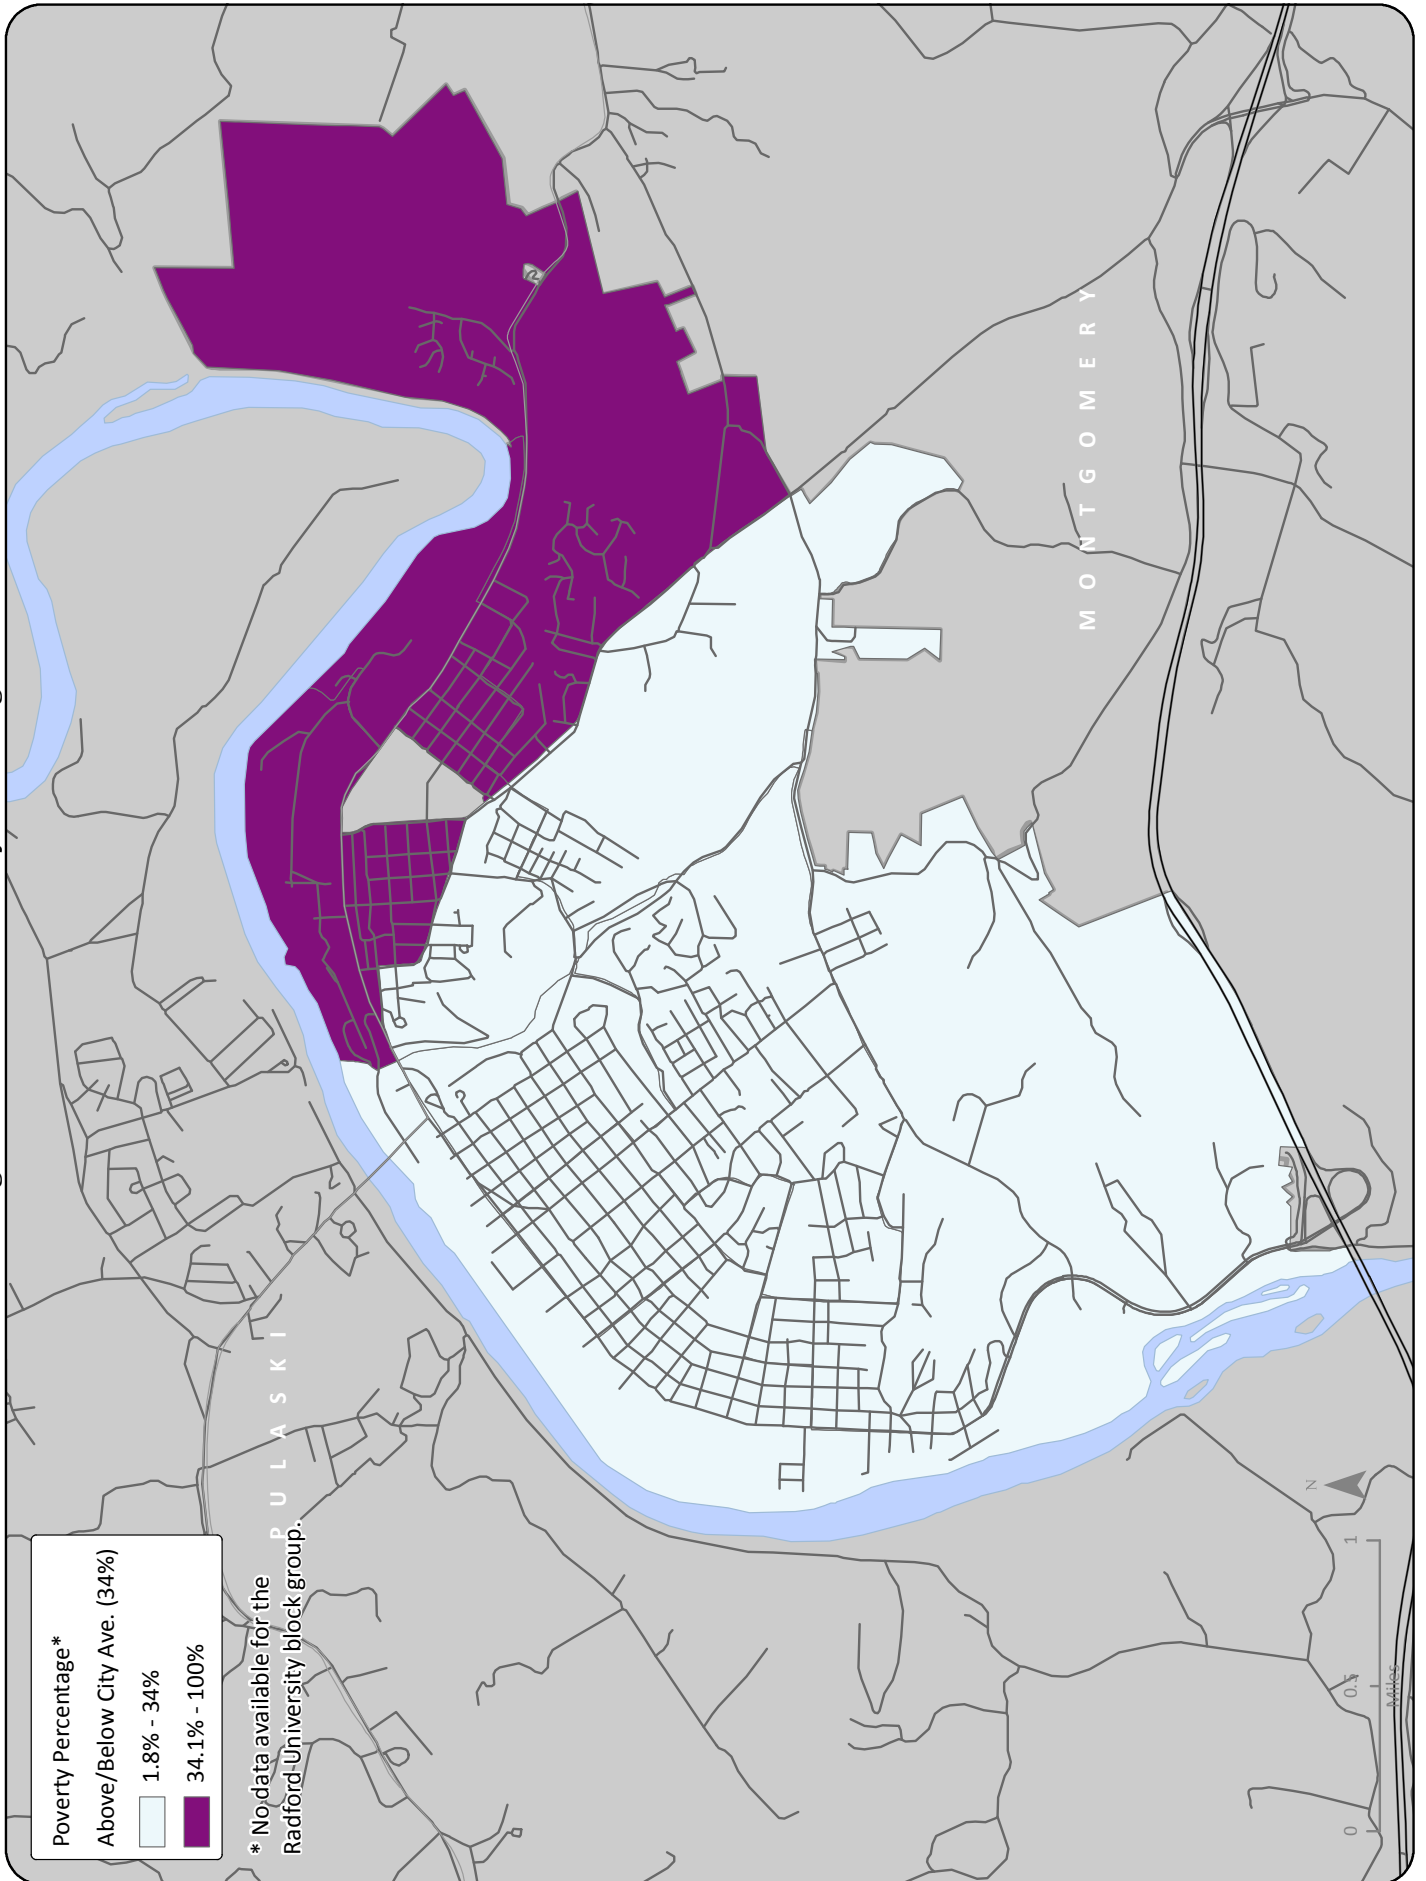 Poverty Percentage*
Above/Below City Ave. (34%)
1.8% - 34%
34.1% - 100%
* No data available for the
Radford University block group.
PULASKI
MONTGOMERY
N
0 0.5 1
Miles